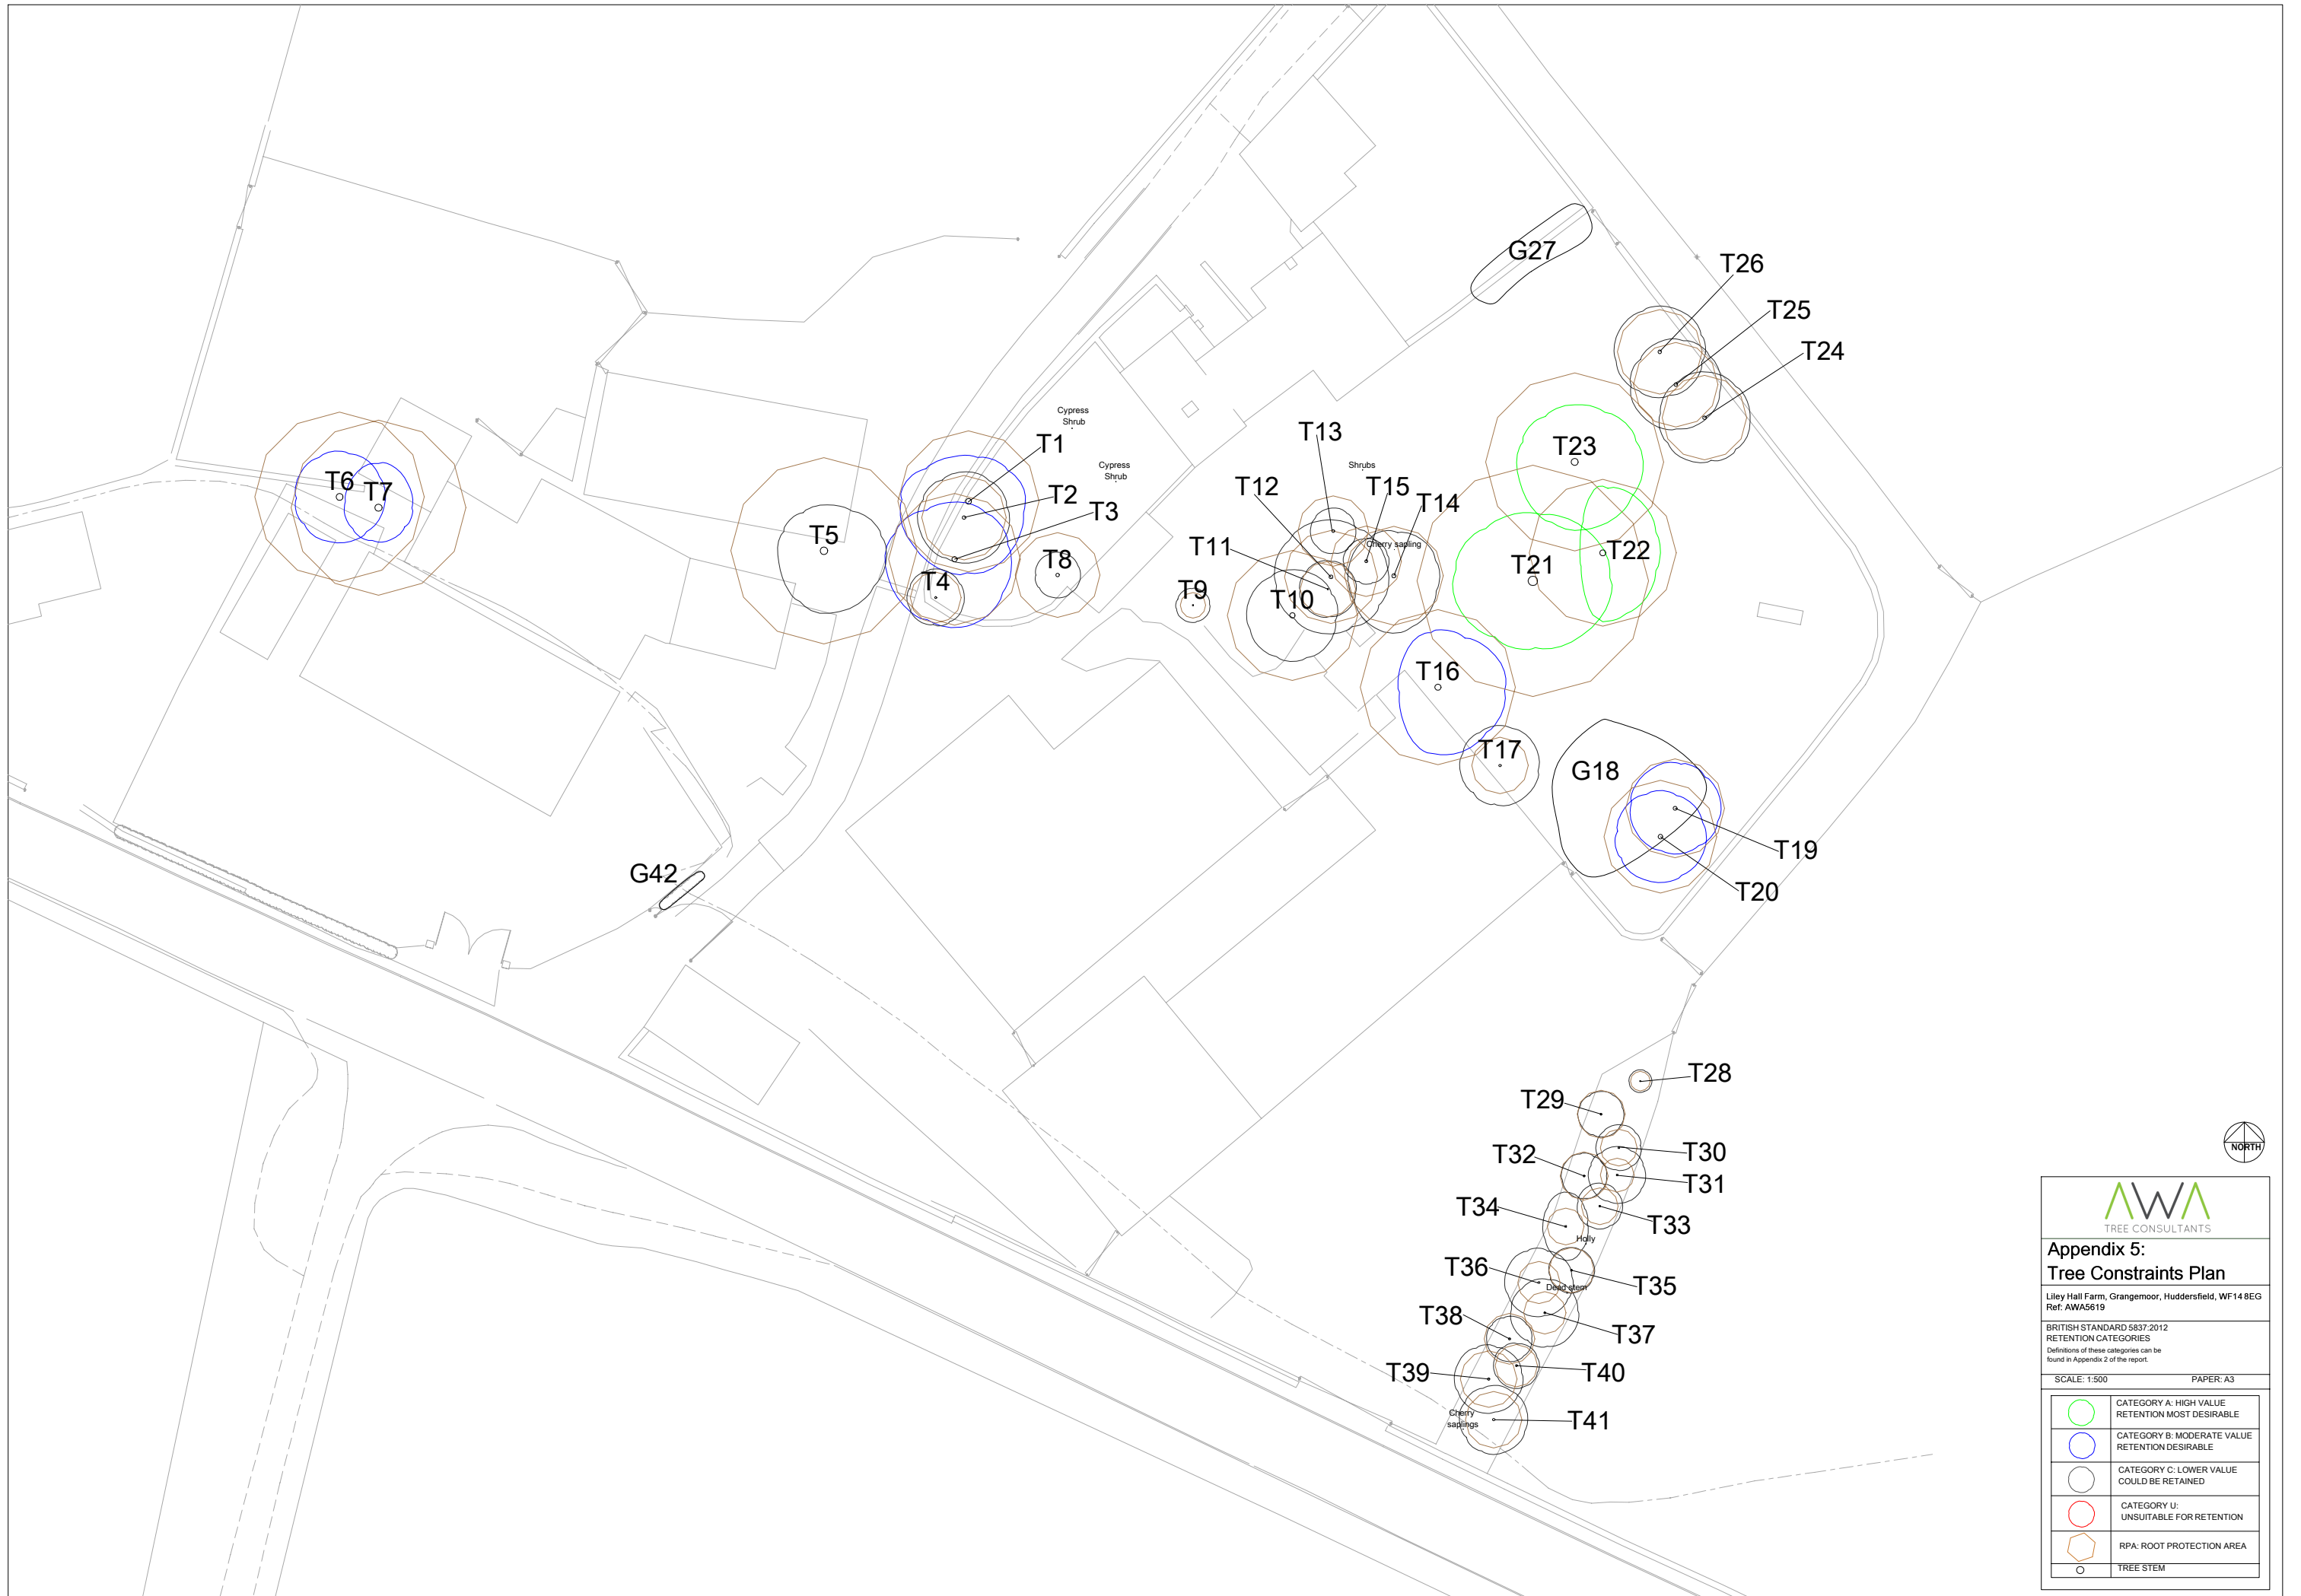 G27
T26
T25
T24
Cypress
Shrub
T13
T23
T1
Cypress
Shrub
Shrubs
T6
T7
T12
T15
T14
T2
T3
T5
T11
Cherry sapling
T22
T8
T21
T4
T9
T10
T16
T17
G18
G42
T19
T20
T28
T29
T30
T32
T31
T34
T33
Holly
T36
Dead stem
T35
T38
T37
T39
T40
Cherry
saplings
T41
NORTH
AWA
TREE CONSULTANTS
Appendix 5:
Tree Constraints Plan
Liley Hall Farm, Grangemoor, Huddersfield, WF14 8EG
Ref: AWA5619
BRITISH STANDARD 5837:2012
RETENTION CATEGORIES
Definitions of these categories can be
found in Appendix 2 of the report.
SCALE: 1:500 PAPER: A3
CATEGORY A: HIGH VALUE
RETENTION MOST DESIRABLE
CATEGORY B: MODERATE VALUE
RETENTION DESIRABLE
CATEGORY C: LOWER VALUE
COULD BE RETAINED
CATEGORY U:
UNSUITABLE FOR RETENTION
RPA: ROOT PROTECTION AREA
TREE STEM